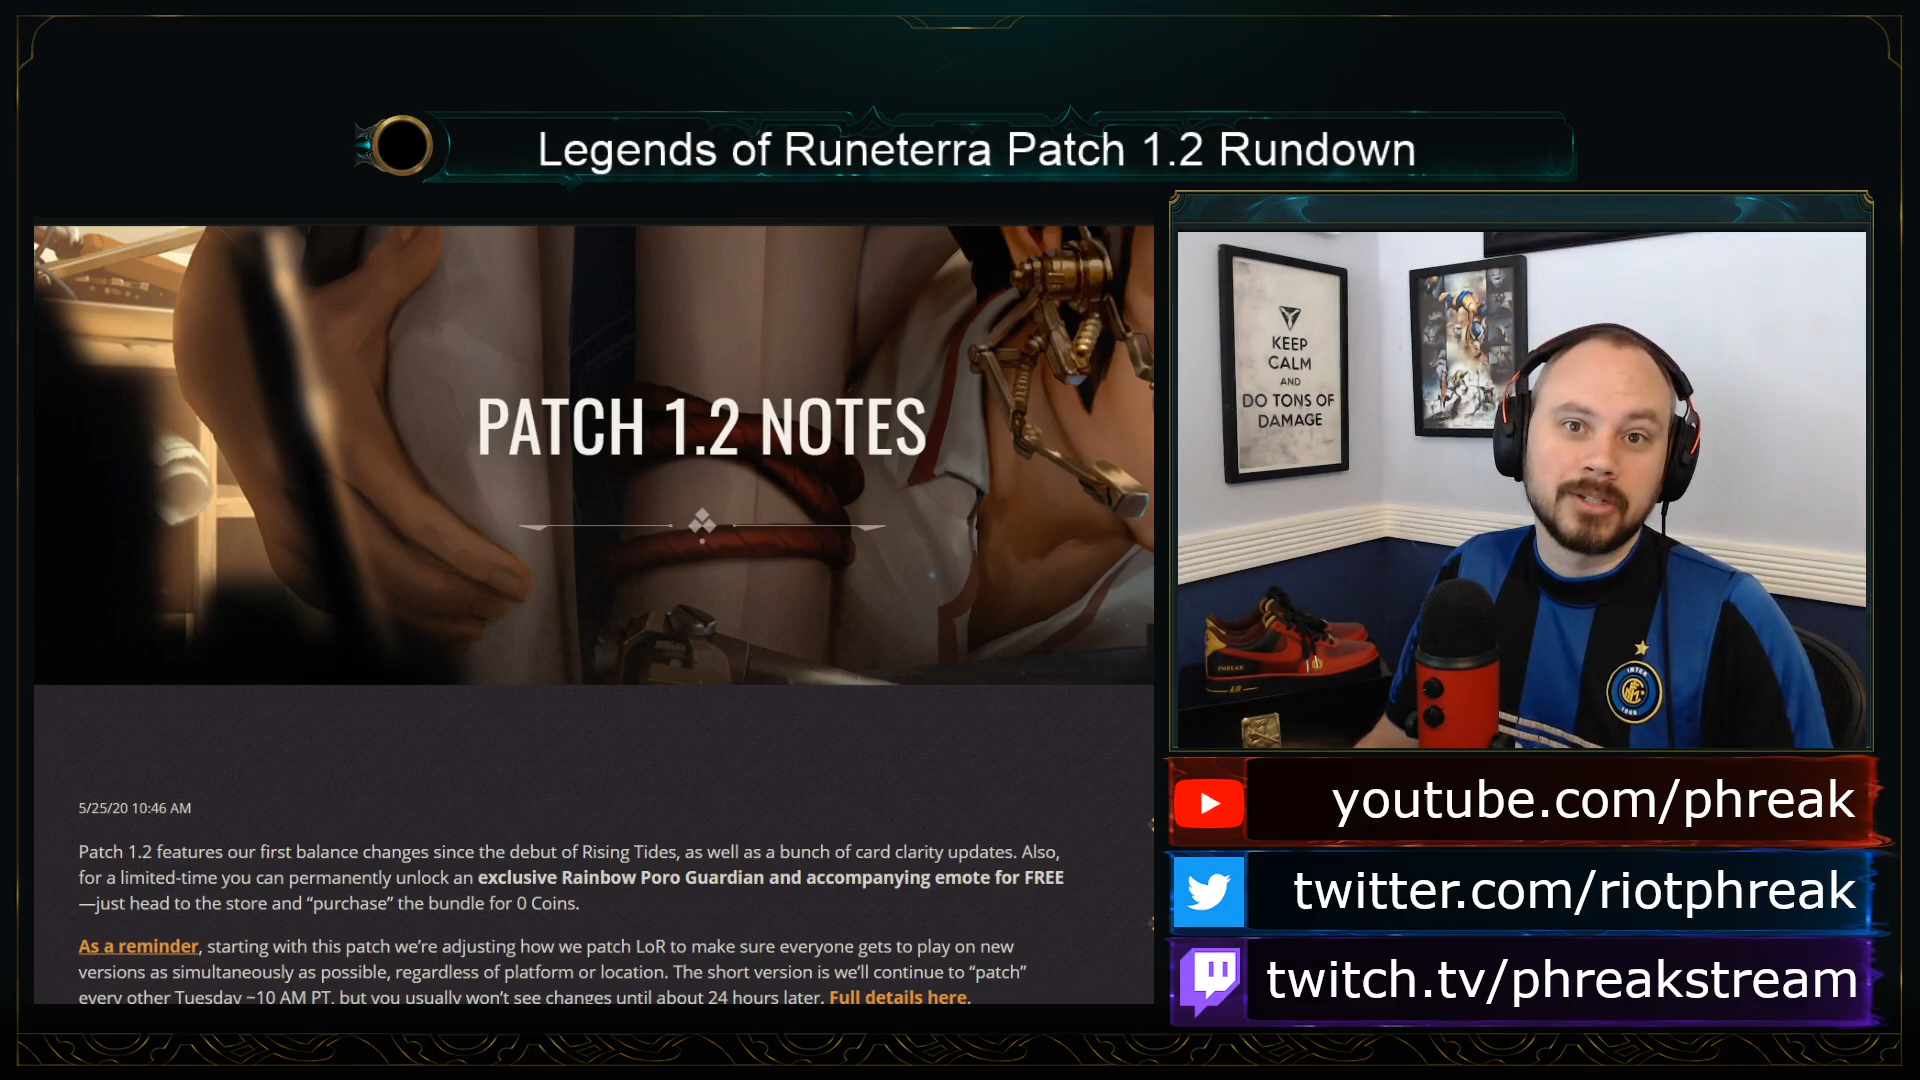 Legends of Runeterra Patch 1.2 Rundown
PATCH 1.2 NOTES
5/25/20 10:46 AM
Patch 1.2 features our first balance changes since the debut of Rising Tides, as well as a bunch of card clarity updates. Also,
for a limited-time you can permanently unlock an exclusive Rainbow Poro Guardian and accompanying emote for FREE
—just head to the store and “purchase” the bundle for 0 Coins.
As a reminder, starting with this patch we’re adjusting how we patch LoR to make sure everyone gets to play on new
versions as simultaneously as possible, regardless of platform or location. The short version is we’ll continue to “patch”
every other Tuesday ~10 AM PT, but you usually won’t see changes until about 24 hours later. Full details here.
KEEP
CALM
AND
DO TONS OF
DAMAGE
PHREAK
AIR
INTER
1908
youtube.com/phreak
twitter.com/riotphreak
twitch.tv/phreakstream